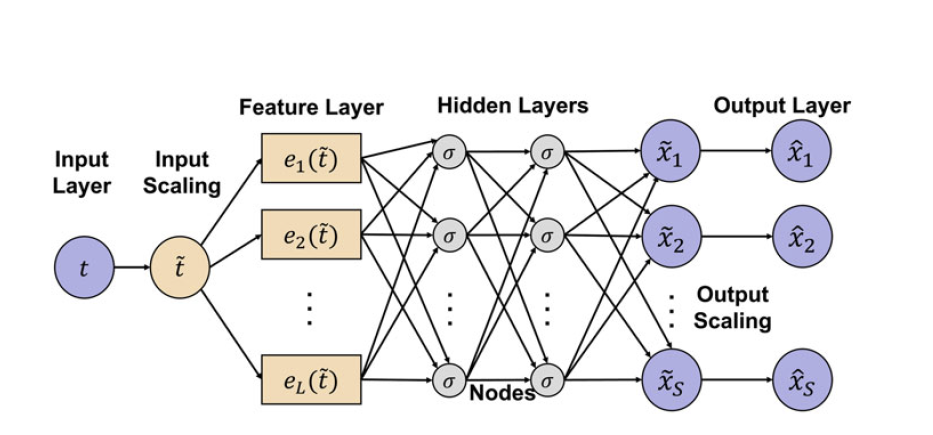 Feature Layer
Hidden Layers
Output Layer
Input
Layer
Input
Scaling
t
t̃
e₁(t̃)
e₂(t̃)
⋮
e_L(t̃)
σ
σ
⋮
σ
σ
σ
⋮
σ
Nodes
x̃₁
x̃₂
⋮
x̃_S
Output
Scaling
x̂₁
x̂₂
x̂_S